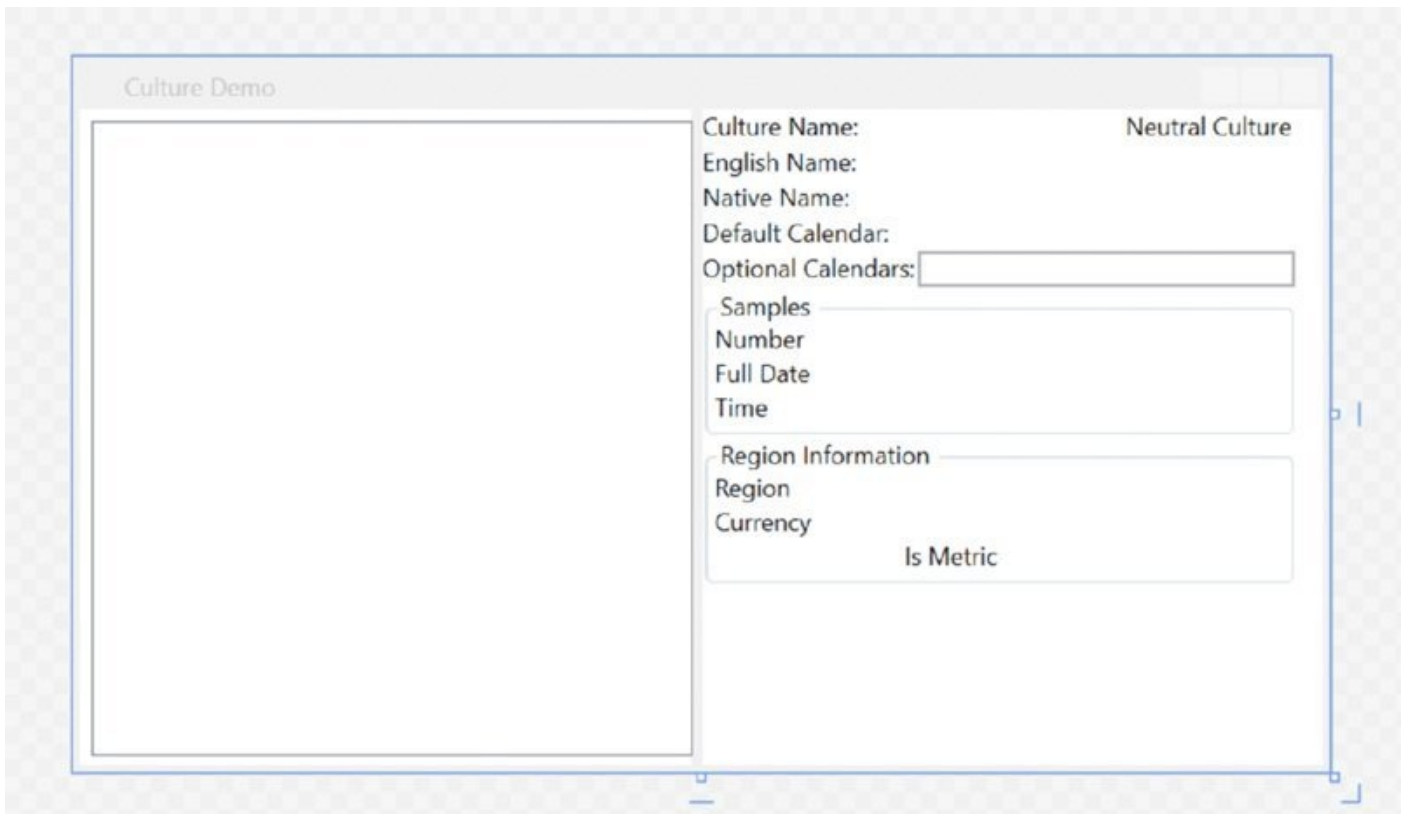 Culture Demo
Culture Name: Neutral Culture
English Name:
Native Name:
Default Calendar:
Optional Calendars:
Samples
Number
Full Date
Time
Region Information
Region
Currency
Is Metric